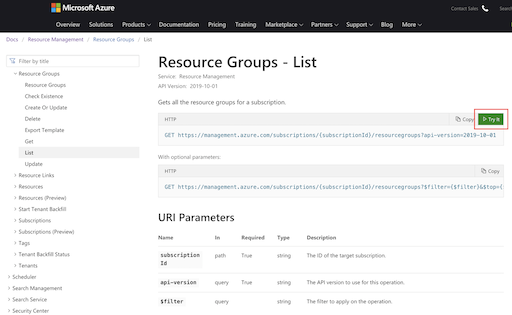 Microsoft Azure
Contact Sales
Overview Solutions Products Documentation Pricing Training Marketplace Partners Support Blog More
Docs / Resource Management / Resource Groups / List
Filter by title
Resource Groups
Resource Groups
Check Existence
Create Or Update
Delete
Export Template
Get
List
Update
Resource Links
Resources
Resources (Preview)
Start Tenant Backfill
Subscriptions
Subscriptions (Preview)
Tags
Tenant Backfill Status
Tenants
Scheduler
Search Management
Search Service
Security Center
Resource Groups - List
Service: Resource Management
API Version: 2019-10-01
Gets all the resource groups for a subscription.
HTTP Copy Try It
GET https://management.azure.com/subscriptions/{subscriptionId}/resourcegroups?api-version=2019-10-01
With optional parameters:
HTTP Copy
GET https://management.azure.com/subscriptions/{subscriptionId}/resourcegroups?$filter={$filter}&$top={
URI Parameters
Name In Required Type Description
subscription path True string The ID of the target subscription.
Id
api-version query True string The API version to use for this operation.
$filter query string The filter to apply on the operation.